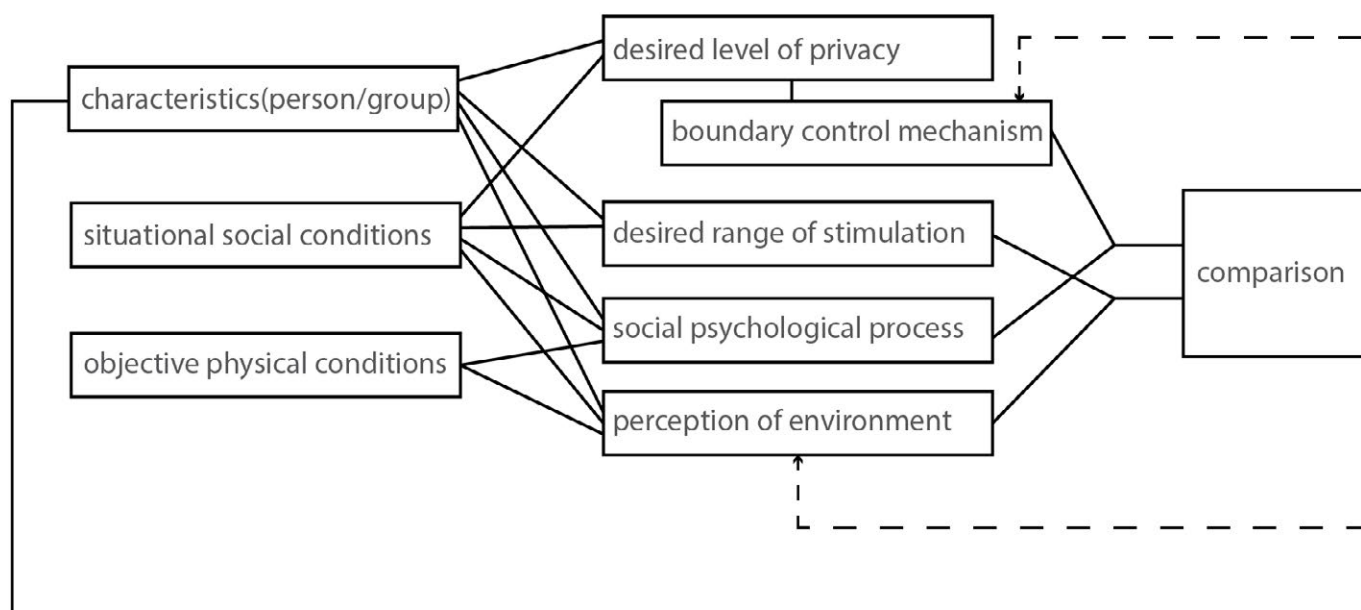 desired level of privacy
characteristics(person/group)
boundary control mechanism
situational social conditions
desired range of stimulation
comparison
social psychological process
objective physical conditions
perception of environment